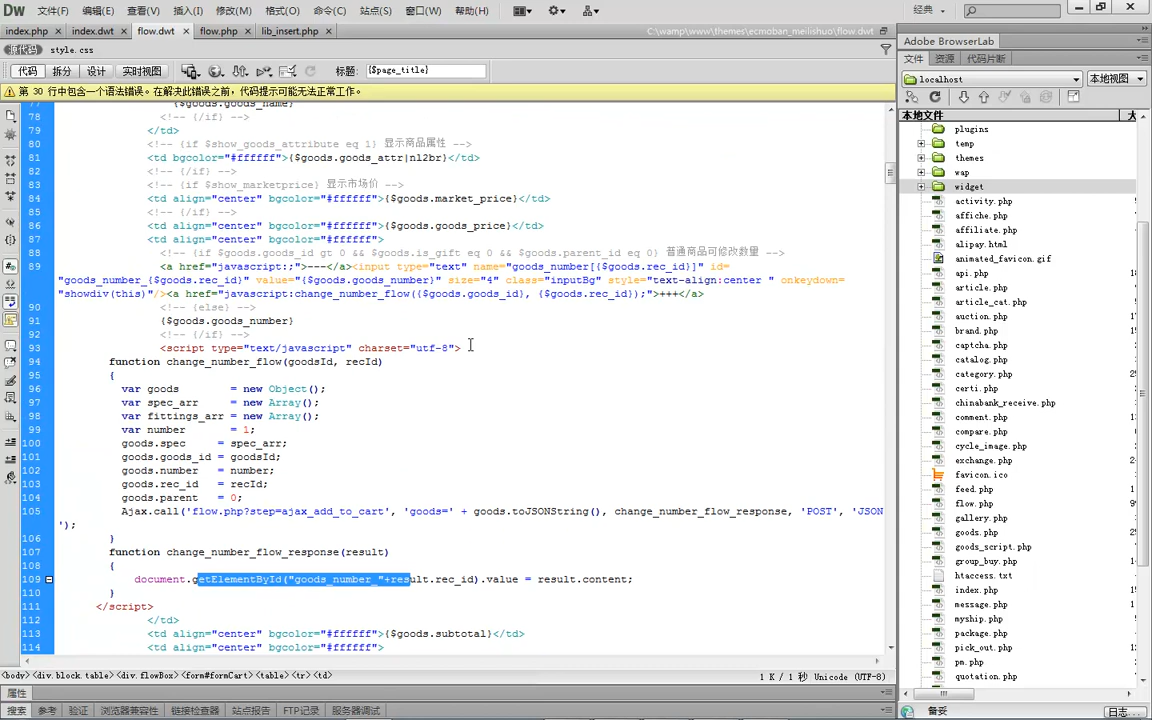 Dw 文件(F) 编辑(E) 查看(V) 插入(I) 修改(M) 格式(O) 命令(C) 站点(S) 窗口(W) 帮助(H) 经典
index.php × index.dwt × flow.dwt × flow.php × lib_insert.php × C:\wamp\www\themes\ecmoban_meilishuo\flow.dwt
源代码 style.css
代码 拆分 设计 实时视图 标题: {$page_title}
第 30 行中包含一个语法错误。在解决此错误之前，代码提示可能无法正常工作。
77 {$goods.goods_name}
78 <!-- {/if} -->
79 </td>
80 <!-- {if $show_goods_attribute eq 1} 显示商品属性 -->
81 <td bgcolor="#ffffff">{$goods.goods_attr|nl2br}</td>
82 <!-- {/if} -->
83 <!-- {if $show_marketprice} 显示市场价 -->
84 <td align="center" bgcolor="#ffffff">{$goods.market_price}</td>
85 <!-- {/if} -->
86 <td align="center" bgcolor="#ffffff">{$goods.goods_price}</td>
87 <td align="center" bgcolor="#ffffff">
88 <!-- {if $goods.goods_id gt 0 && $goods.is_gift eq 0 && $goods.parent_id eq 0} 普通商品可修改数量 -->
89 <a href="javascript:;">---</a><input type="text" name="goods_number[{$goods.rec_id}]" id=
"goods_number_{$goods.rec_id}" value="{$goods.goods_number}" size="4" class="inputBg" style="text-align:center " onkeydown=
"showdiv(this)"/><a href="javascript:change_number_flow({$goods.goods_id}, {$goods.rec_id});">+++</a>
90 <!-- {else} -->
91 {$goods.goods_number}
92 <!-- {/if} -->
93 <script type="text/javascript" charset="utf-8">
94 function change_number_flow(goodsId, recId)
95 {
96 var goods = new Object();
97 var spec_arr = new Array();
98 var fittings_arr = new Array();
99 var number = 1;
100 goods.spec = spec_arr;
101 goods.goods_id = goodsId;
102 goods.number = number;
103 goods.rec_id = recId;
104 goods.parent = 0;
105 Ajax.call('flow.php?step=ajax_add_to_cart', 'goods=' + goods.toJSONString(), change_number_flow_response, 'POST', 'JSON
');
106 }
107 function change_number_flow_response(result)
108 {
109 document.getElementById("goods_number_"+result.rec_id).value = result.content;
110 }
111 </script>
112 </td>
113 <td align="center" bgcolor="#ffffff">{$goods.subtotal}</td>
114 <td align="center" bgcolor="#ffffff">
<body> <div.block.table> <div.flowBox> <form#formCart> <table> <tr> <td> 1 K / 1 秒 Unicode (UTF-8)
属性
搜索 参考 验证 浏览器兼容性 链接检查器 站点报告 FTP记录 服务器调试
Adobe BrowserLab
文件 资源 代码片断
localhost 本地视图
本地文件 大
plugins
temp
themes
wap
widget
activity.php
affiche.php
affiliate.php
alipay.html
animated_favicon.gif
api.php
article.php
article_cat.php
auction.php
brand.php
captcha.php
catalog.php
category.php
certi.php
chinabank_receive.php
comment.php
compare.php
cycle_image.php
exchange.php
favicon.ico
feed.php
flow.php
gallery.php
goods.php
goods_script.php
group_buy.php
htaccess.txt
index.php
message.php
myship.php
package.php
pick_out.php
pm.php
quotation.php
备妥 日志...